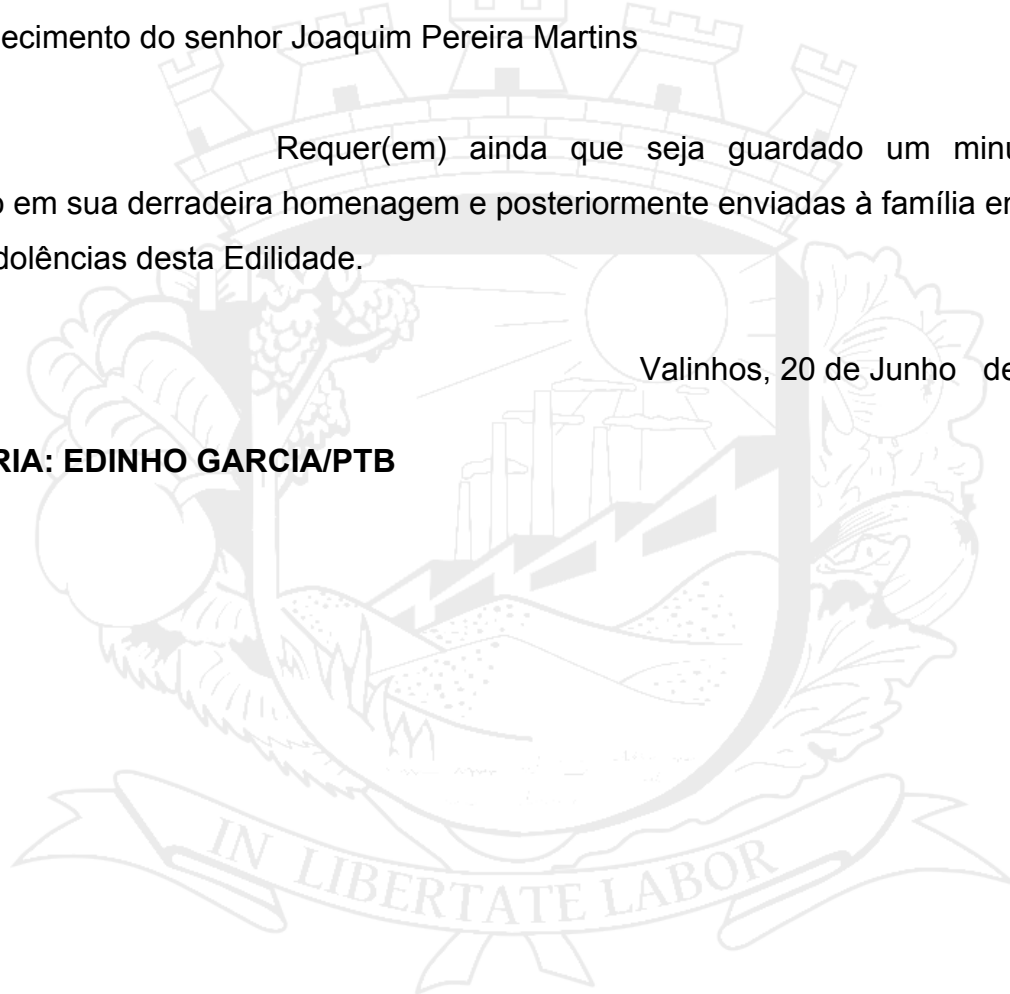 ecimento do senhor Joaquim Pereira Martins
Requer(em) ainda que seja guardado um minu
o em sua derradeira homenagem e posteriormente enviadas à família en
dolências desta Edilidade.
Valinhos, 20 de Junho de
RIA: EDINHO GARCIA/PTB
IN LIBERTATE LABOR